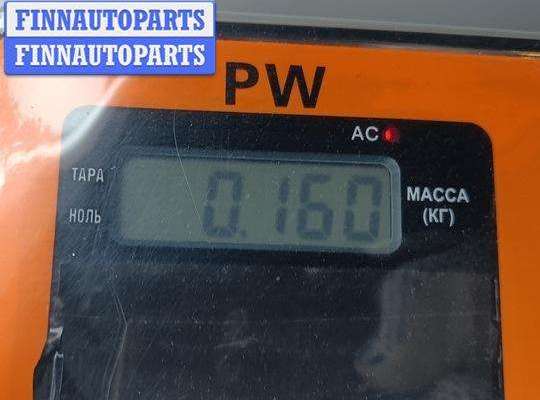 FINNAUTOPARTS
FINNAUTOPARTS
PW
AC
ТАРА
НОЛЬ
0.160
МАССА
(КГ)